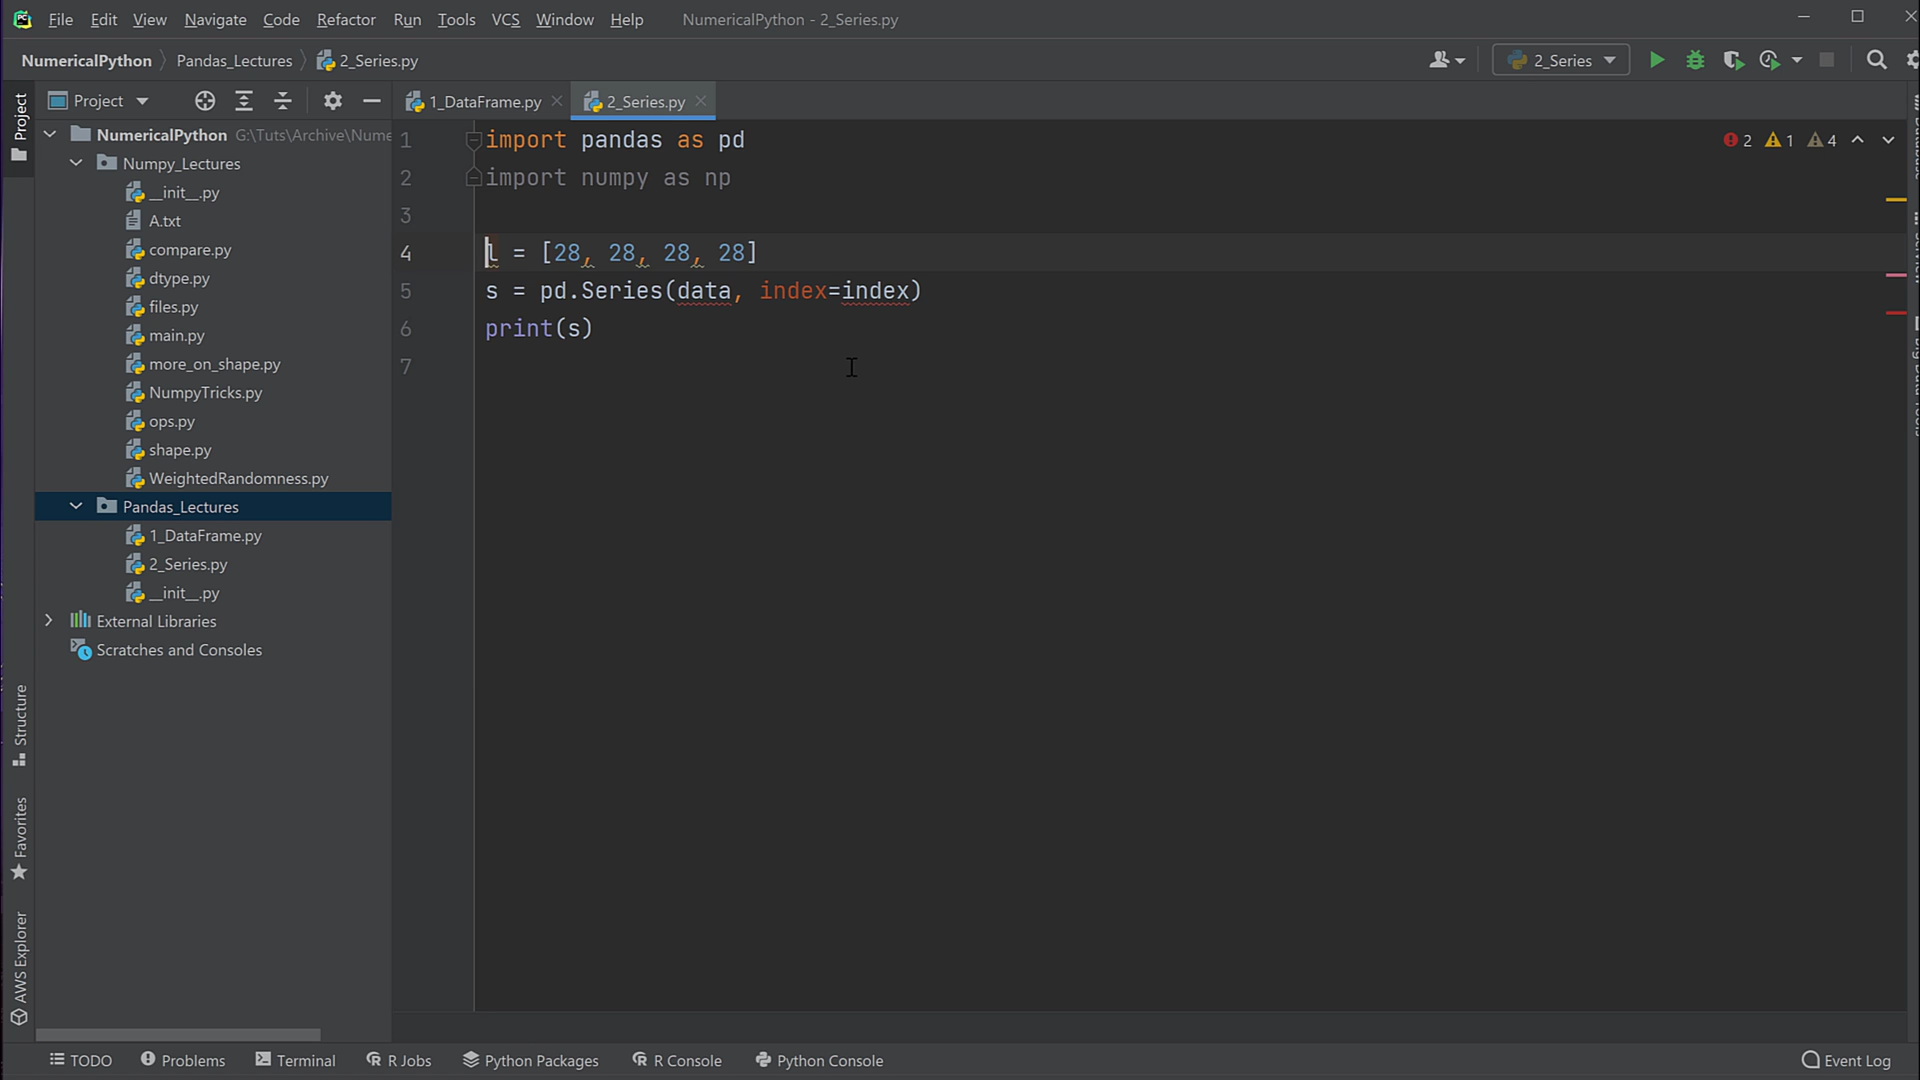 File Edit View Navigate Code Refactor Run Tools VCS Window Help NumericalPython - 2_Series.py
NumericalPython Pandas_Lectures 2_Series.py 2_Series
Project 1_DataFrame.py 2_Series.py
Project
NumericalPython G:\Tuts\Archive\Nume
Numpy_Lectures
__init__.py
A.txt
compare.py
dtype.py
files.py
main.py
more_on_shape.py
NumpyTricks.py
ops.py
shape.py
WeightedRandomness.py
Pandas_Lectures
1_DataFrame.py
2_Series.py
__init__.py
External Libraries
Scratches and Consoles
Structure
Favorites
AWS Explorer
1 import pandas as pd
2 import numpy as np
3
4 l = [28, 28, 28, 28]
5 s = pd.Series(data, index=index)
6 print(s)
7
2 1 4
TODO Problems Terminal R Jobs Python Packages R Console Python Console Event Log